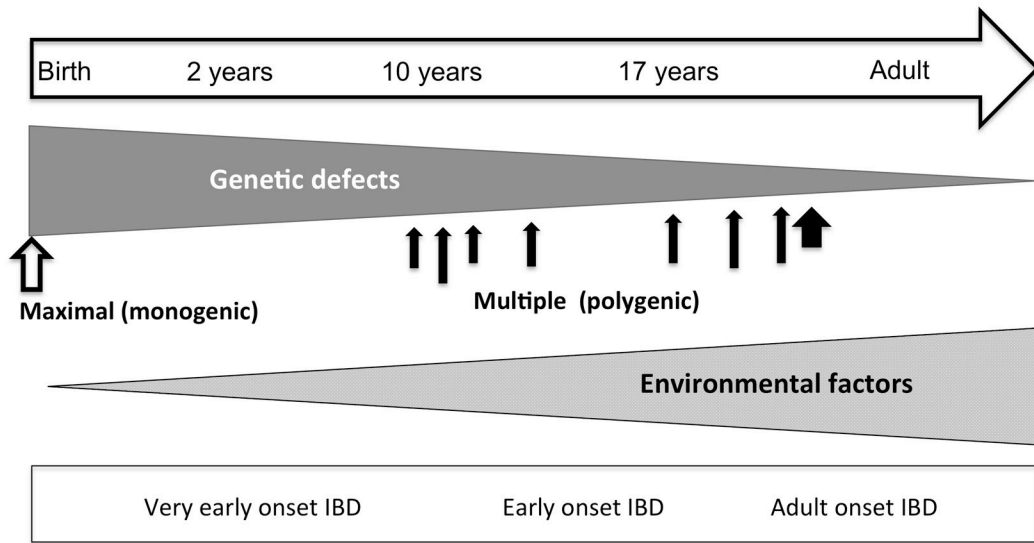 Birth 2 years 10 years 17 years Adult
Genetic defects
Maximal (monogenic)
Multiple (polygenic)
Environmental factors
Very early onset IBD Early onset IBD Adult onset IBD